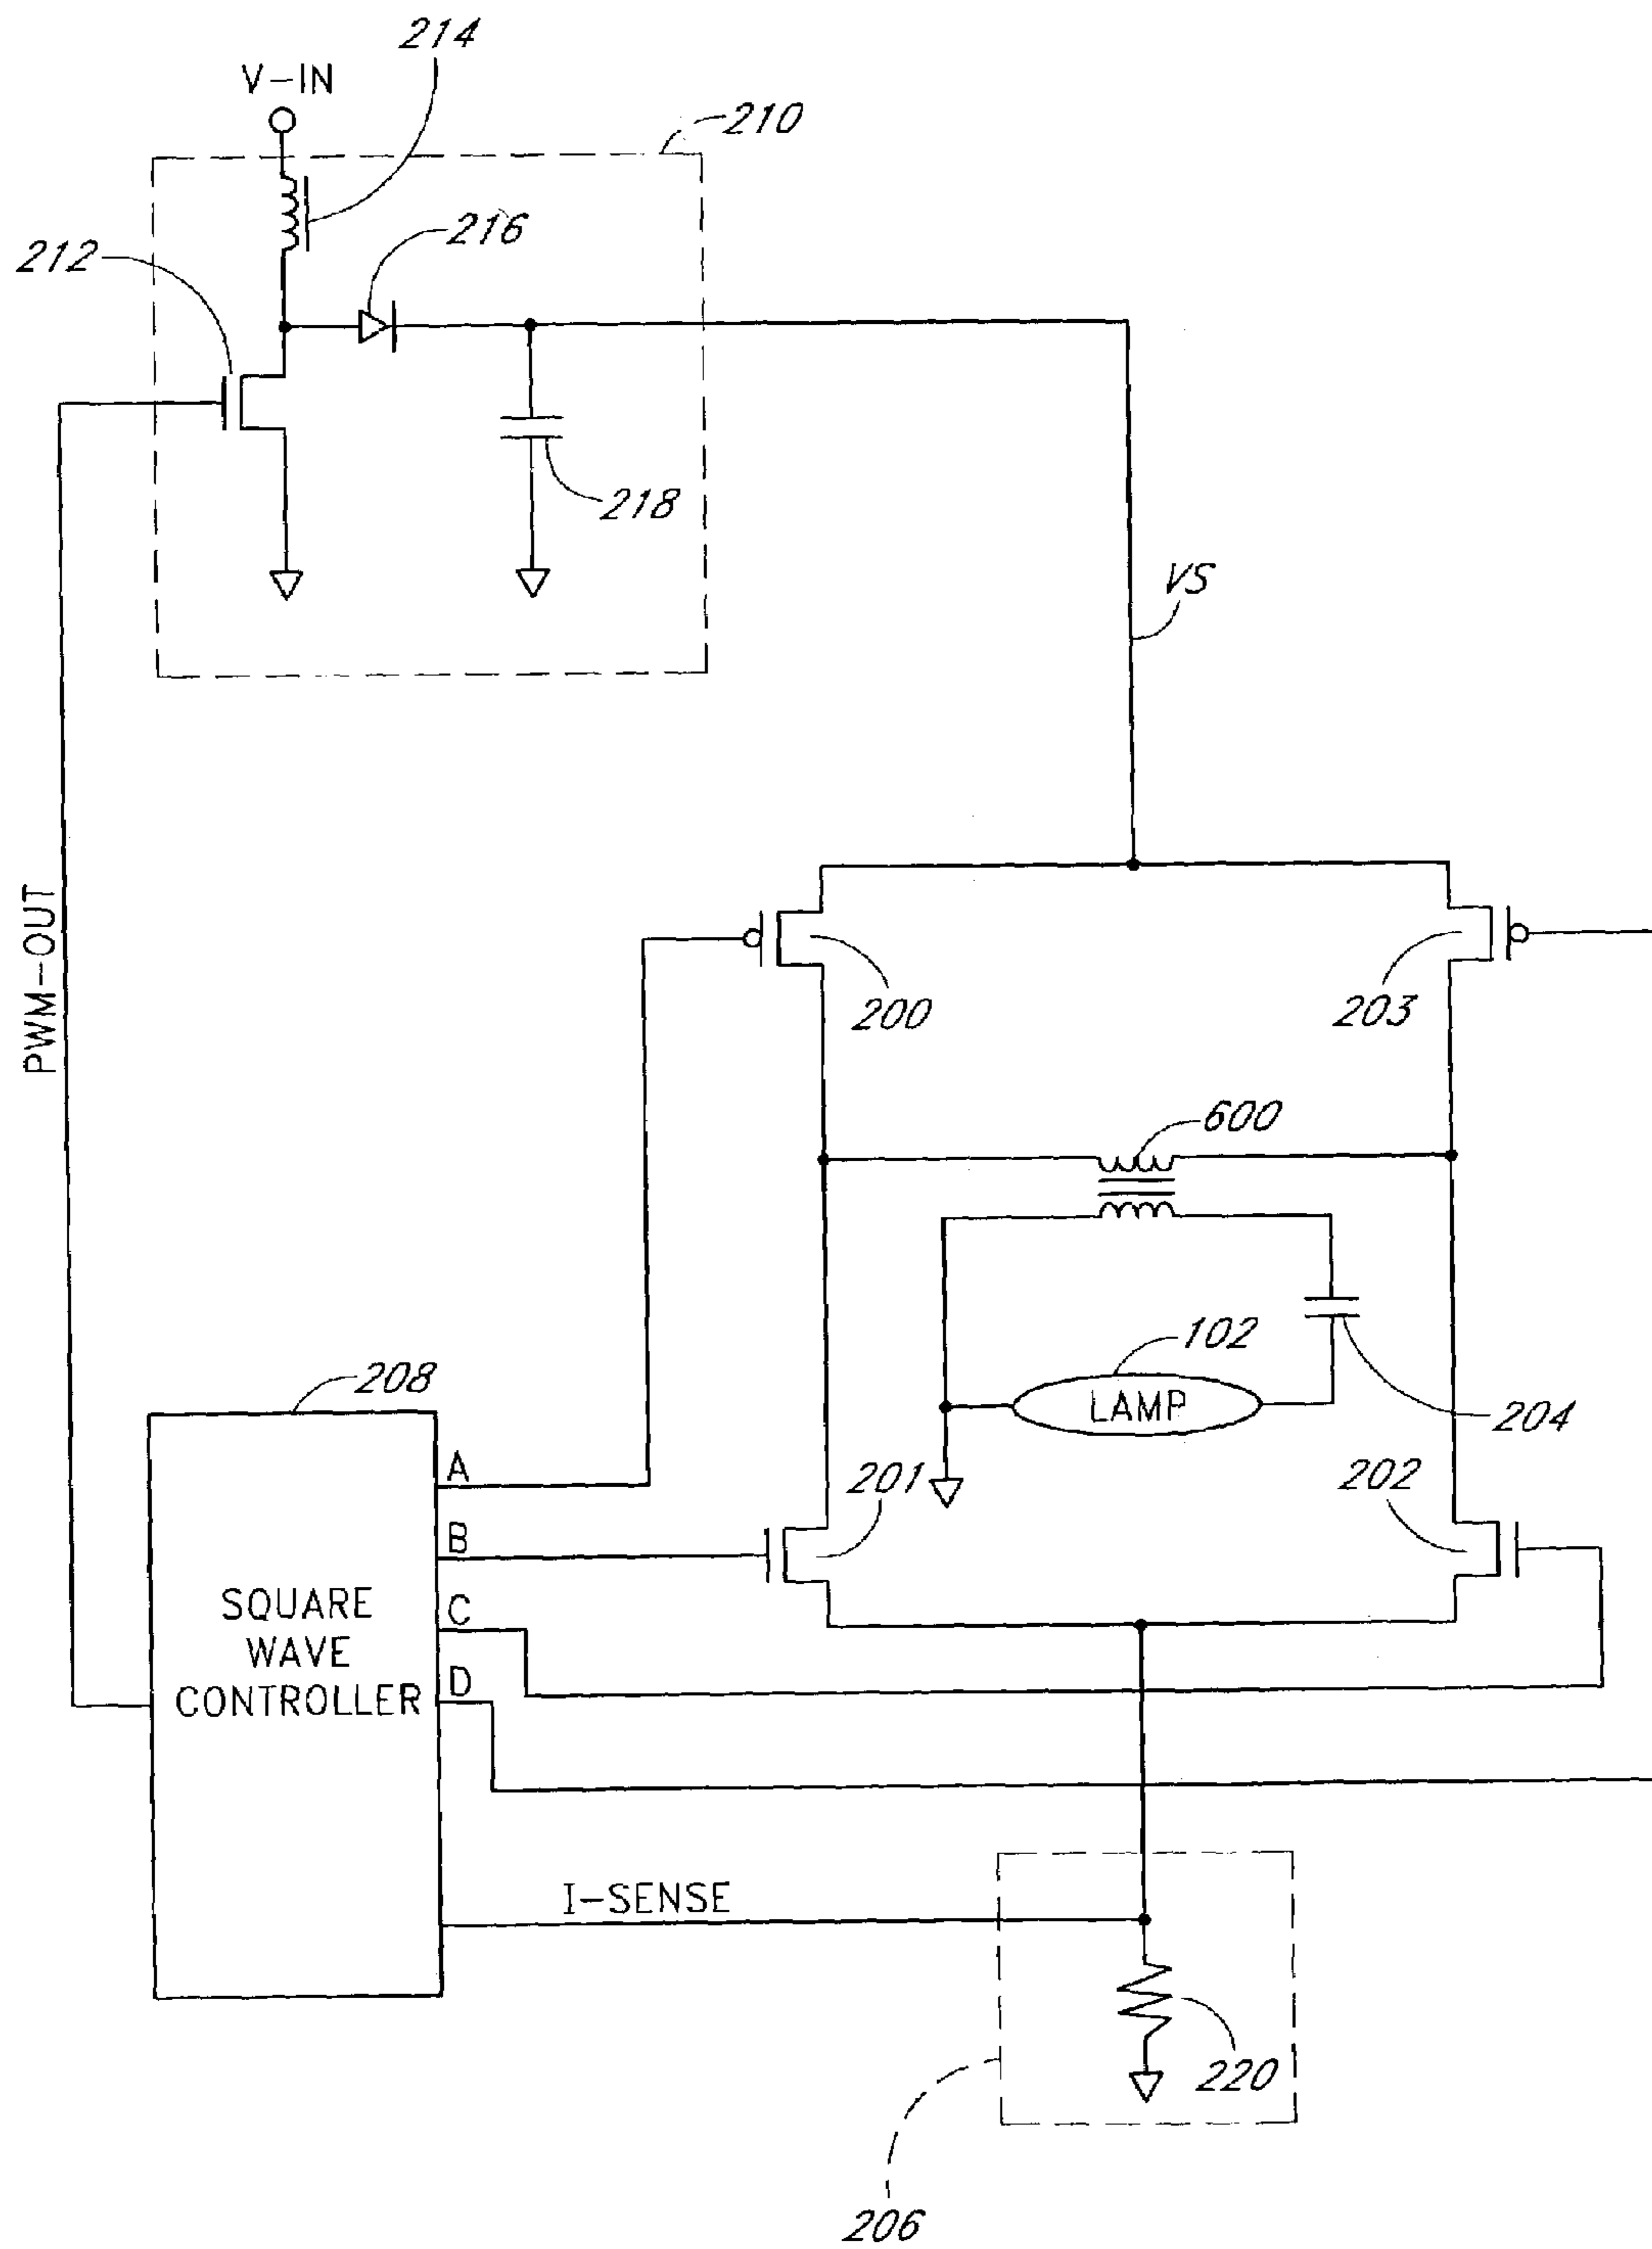 214
V-IN
210
216
212
218
VS
PWM-OUT
200
203
600
102
LAMP
204
208
A
201
202
B
SQUARE
WAVE
CONTROLLER
C
D
I-SENSE
220
206